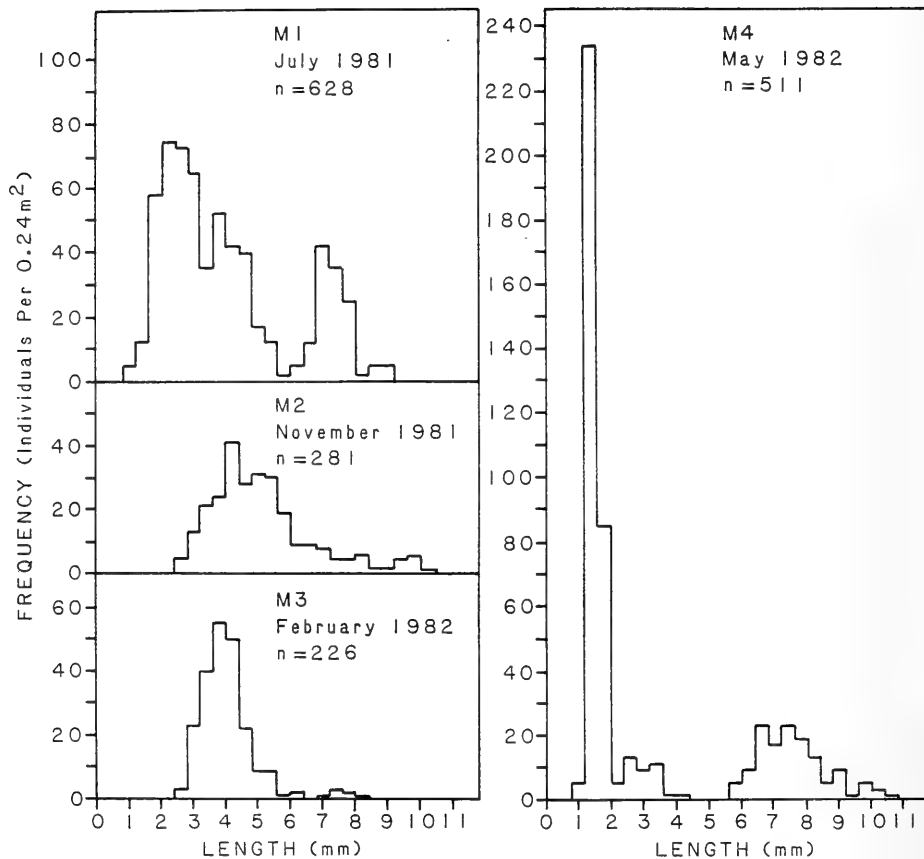 FREQUENCY (Individuals Per 0.24m²)
M1
July 1981
n=628
100
80
60
40
20
0
M2
November 1981
n=281
40
20
0
M3
February 1982
n=226
60
40
20
0
0 1 2 3 4 5 6 7 8 9 10 11
LENGTH (mm)
M4
May 1982
n=511
240
220
200
180
160
140
120
100
80
60
40
20
0
0 1 2 3 4 5 6 7 8 9 10 11
LENGTH (mm)